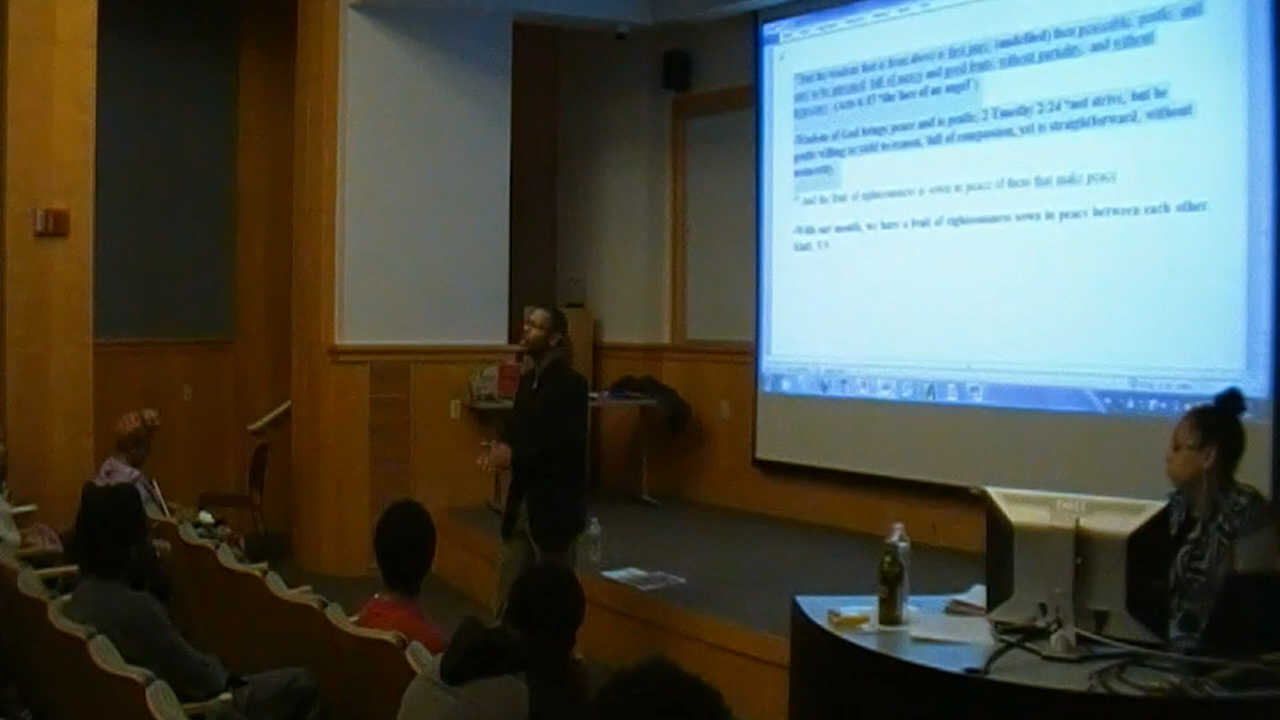 "but the wisdom that is from above is first pure, (undefiled) then peaceable, gentle, and
easy to be intreated, full of mercy and good fruits, without partiality, and without
hypocrisy. (Acts 6:15 "the face of an angel")
Wisdom of God brings peace and is gentle, 2 Timothy 2:24 "not strive, but be
gentle willing to yield to reason, full of compassion, yet is straightforward, without
" And the fruit of righteousness is sown in peace of them that make peace
-With our mouth, we have a fruit of righteousness sown in peace between each other.
Matt. 5:9
DELL